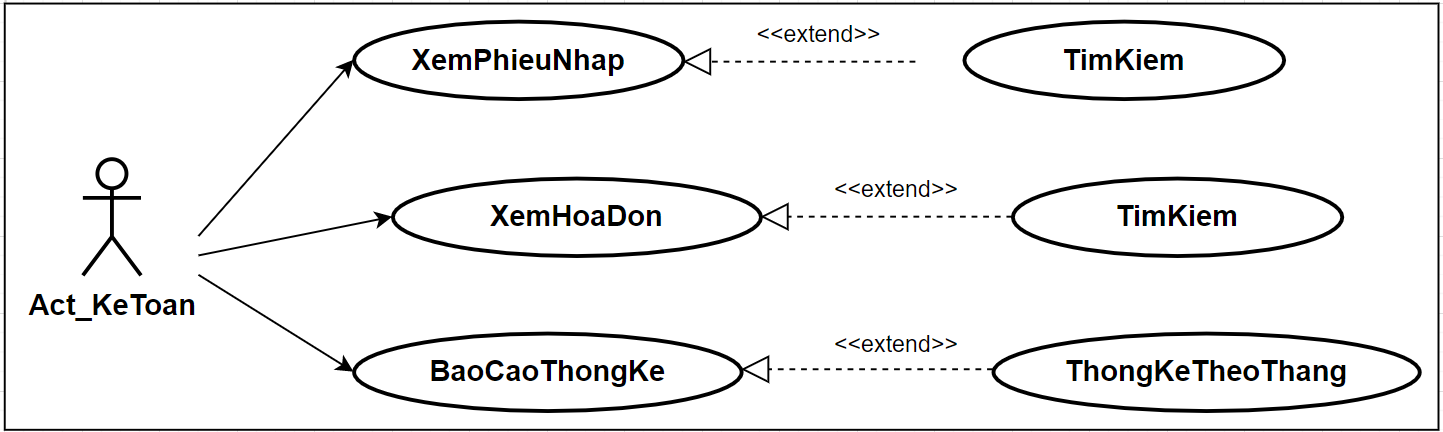 XemPhieuNhap
<<extend>>
TimKiem
XemHoaDon
<<extend>>
TimKiem
Act_KeToan
BaoCaoThongKe
<<extend>>
ThongKeTheoThang